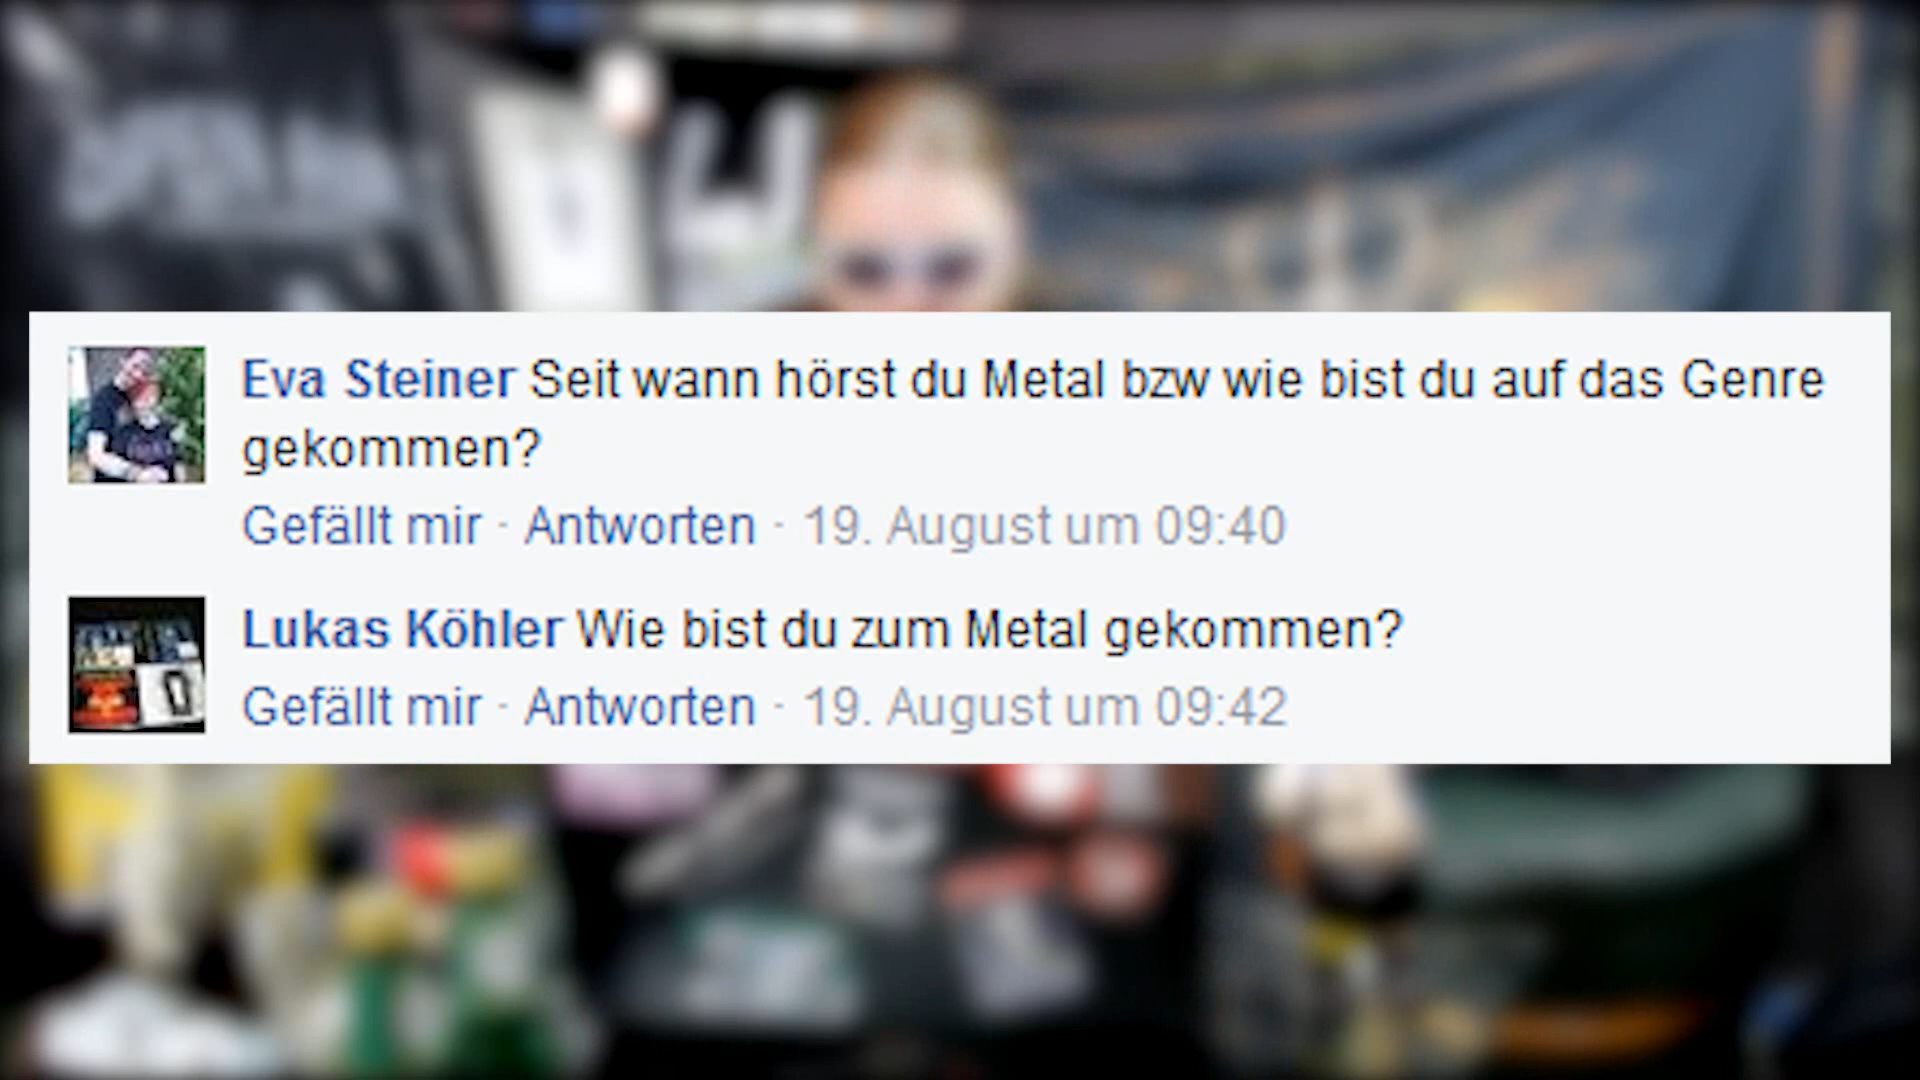 Eva Steiner Seit wann hörst du Metal bzw wie bist du auf das Genre
gekommen?
Gefällt mir · Antworten · 19. August um 09:40
Lukas Köhler Wie bist du zum Metal gekommen?
Gefällt mir · Antworten · 19. August um 09:42